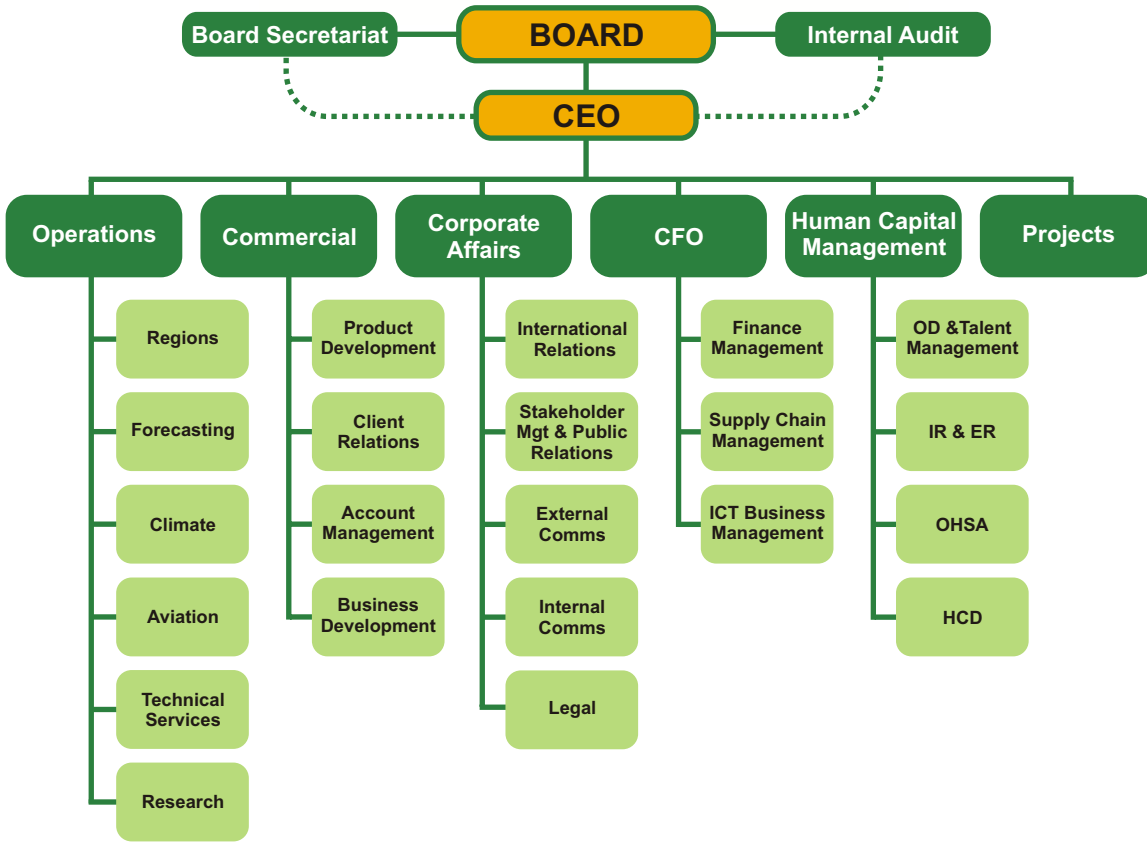 Board Secretariat
BOARD
Internal Audit
CEO
Operations
Commercial
Corporate
Affairs
CFO
Human Capital
Management
Projects
Regions
Forecasting
Climate
Aviation
Technical
Services
Research
Product
Development
Client
Relations
Account
Management
Business
Development
International
Relations
Stakeholder
Mgt & Public
Relations
External
Comms
Internal
Comms
Legal
Finance
Management
Supply Chain
Management
ICT Business
Management
OD &Talent
Management
IR & ER
OHSA
HCD